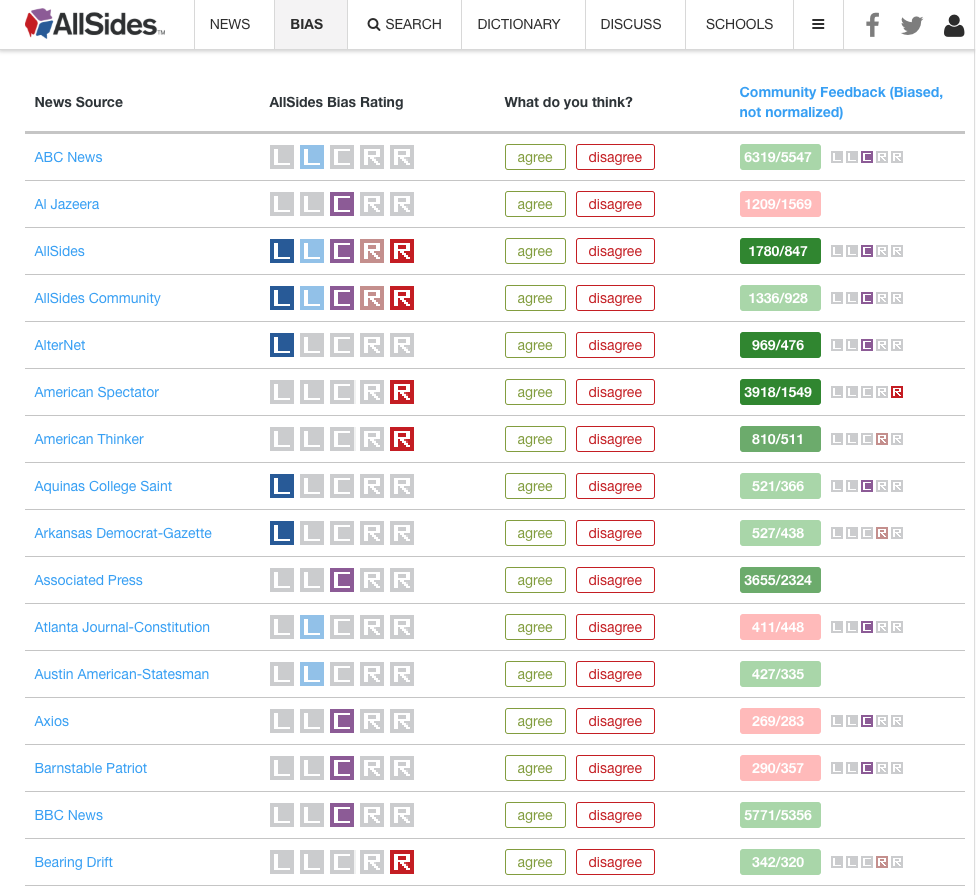 AllSides™ NEWS BIAS SEARCH DICTIONARY DISCUSS SCHOOLS
News Source AllSides Bias Rating What do you think? Community Feedback (Biased,
not normalized)
ABC News L L C R R agree disagree 6319/5547 L L C R R
Al Jazeera L L C R R agree disagree 1209/1569
AllSides L L C R R agree disagree 1780/847 L L C R R
AllSides Community L L C R R agree disagree 1336/928 L L C R R
AlterNet L L C R R agree disagree 969/476 L L C R R
American Spectator L L C R R agree disagree 3918/1549 L L C R R
American Thinker L L C R R agree disagree 810/511 L L C R R
Aquinas College Saint L L C R R agree disagree 521/366 L L C R R
Arkansas Democrat-Gazette L L C R R agree disagree 527/438 L L C R R
Associated Press L L C R R agree disagree 3655/2324
Atlanta Journal-Constitution L L C R R agree disagree 411/448 L L C R R
Austin American-Statesman L L C R R agree disagree 427/335
Axios L L C R R agree disagree 269/283 L L C R R
Barnstable Patriot L L C R R agree disagree 290/357 L L C R R
BBC News L L C R R agree disagree 5771/5356
Bearing Drift L L C R R agree disagree 342/320 L L C R R